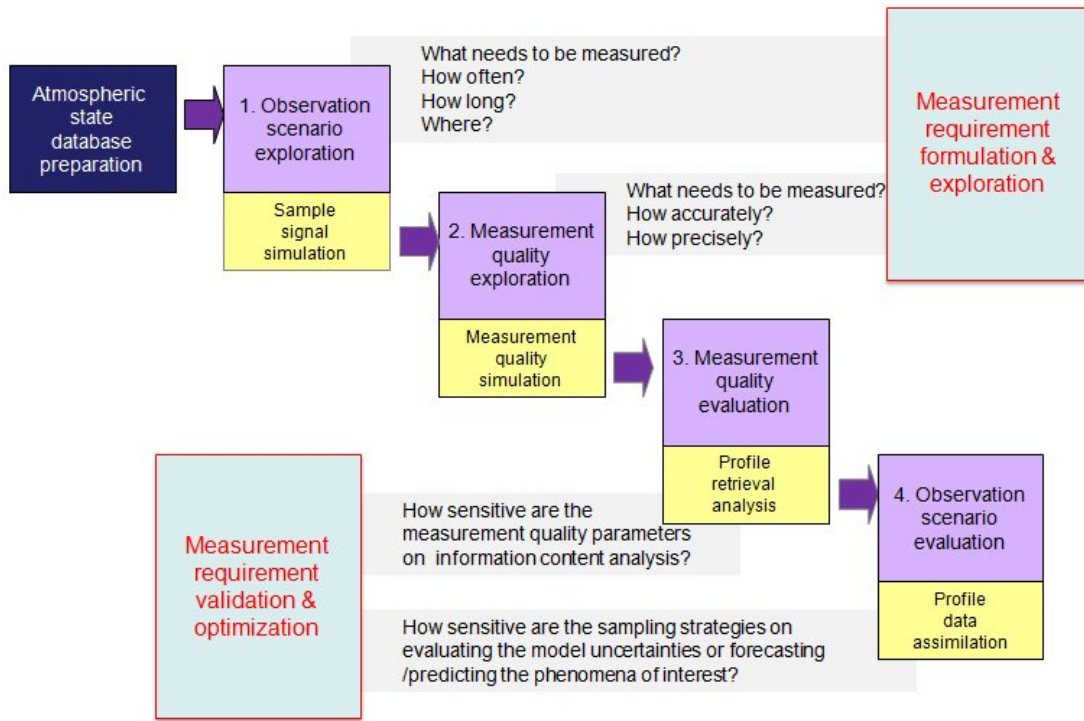 What needs to be measured?
How often?
How long?
Where?
Atmospheric
state
database
preparation
1. Observation
scenario
exploration
Sample
signal
simulation
Measurement
requirement
formulation &
exploration
What needs to be measured?
How accurately?
How precisely?
2. Measurement
quality
exploration
Measurement
quality
simulation
3. Measurement
quality
evaluation
Profile
retrieval
analysis
4. Observation
scenario
evaluation
Profile
data
assimilation
Measurement
requirement
validation &
optimization
How sensitive are the
measurement quality parameters
on information content analysis?
How sensitive are the sampling strategies on
evaluating the model uncertainties or forecasting
/predicting the phenomena of interest?